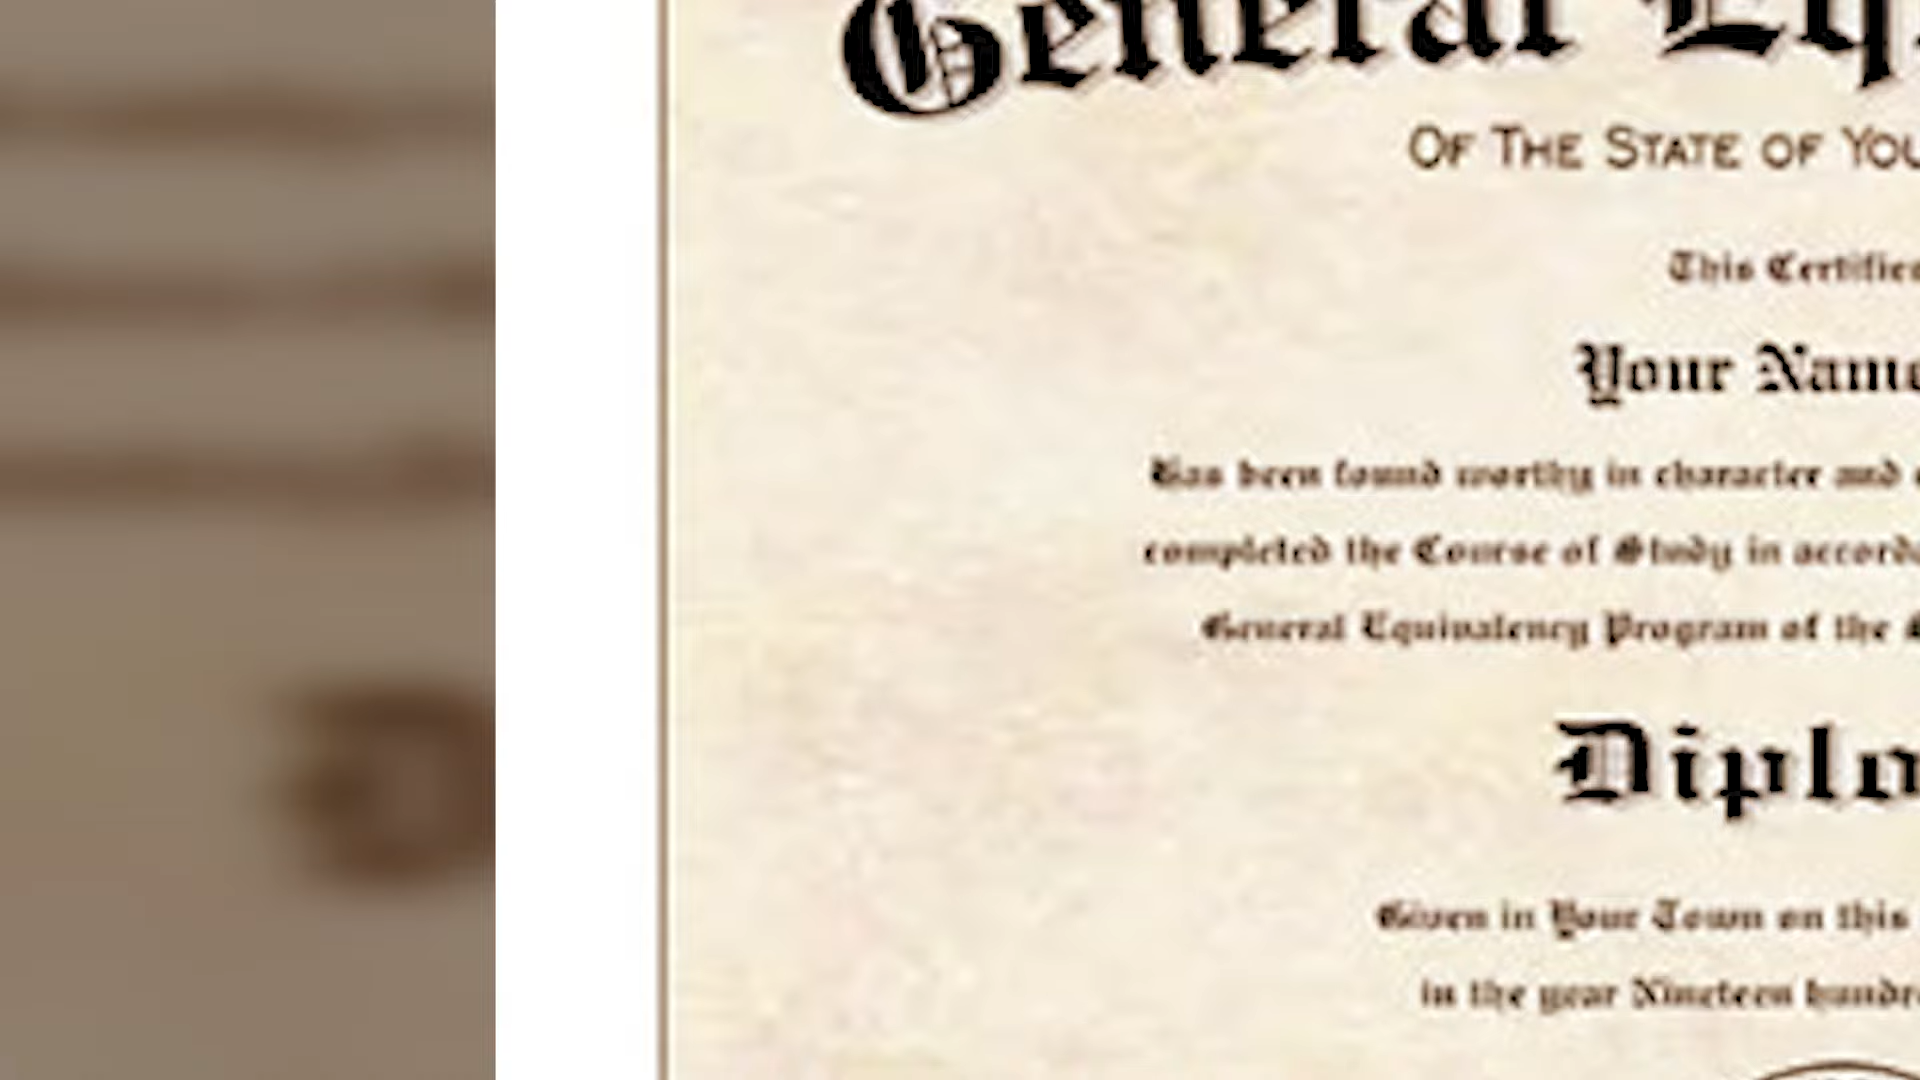 General Eq
OF THE STATE OF YOU
This Certifie
Your Name
Has been found worthy in character and
completed the Course of Study in accord
General Equivalency Program of the
Diplo
Given in Your Town on this
in the year Nineteen hundr